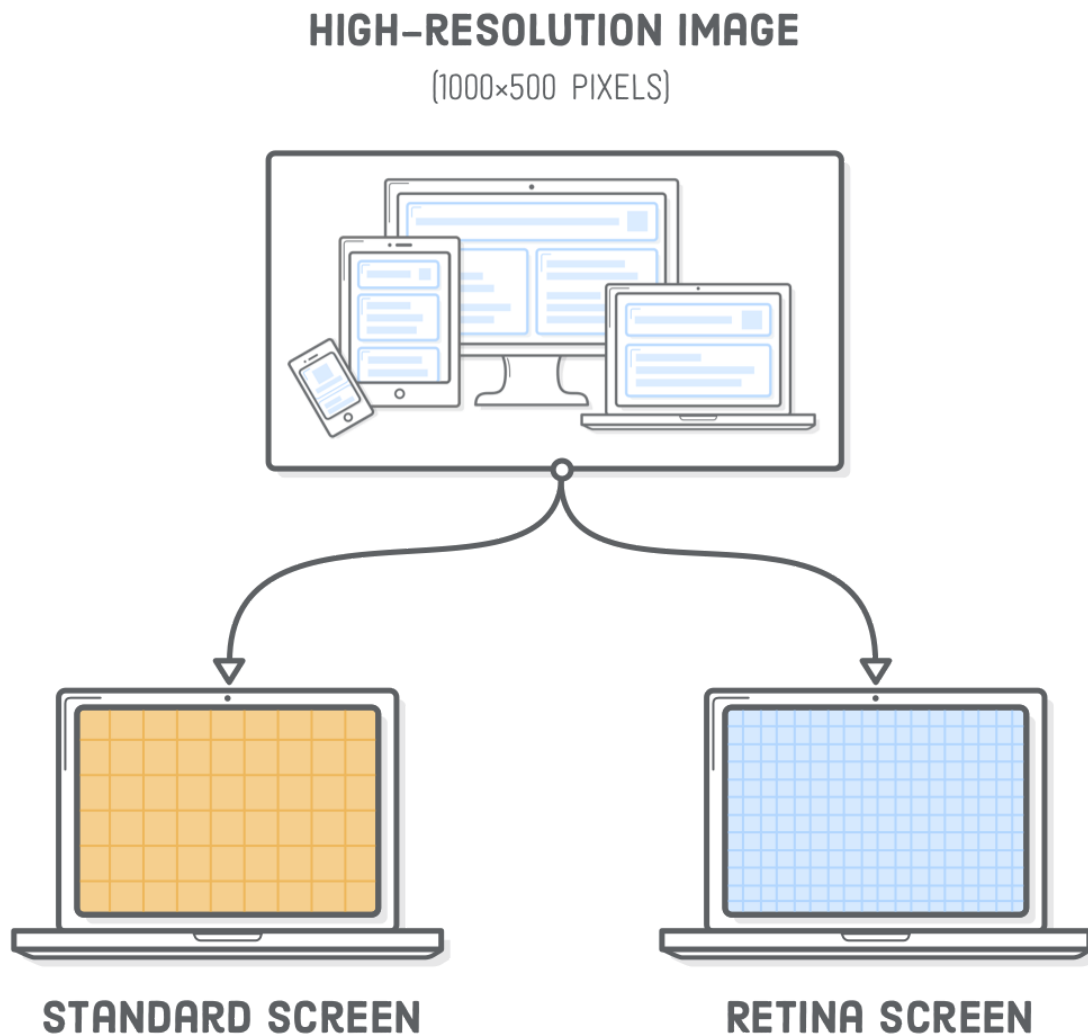 HIGH-RESOLUTION IMAGE
(1000×500 PIXELS)
STANDARD SCREEN
RETINA SCREEN